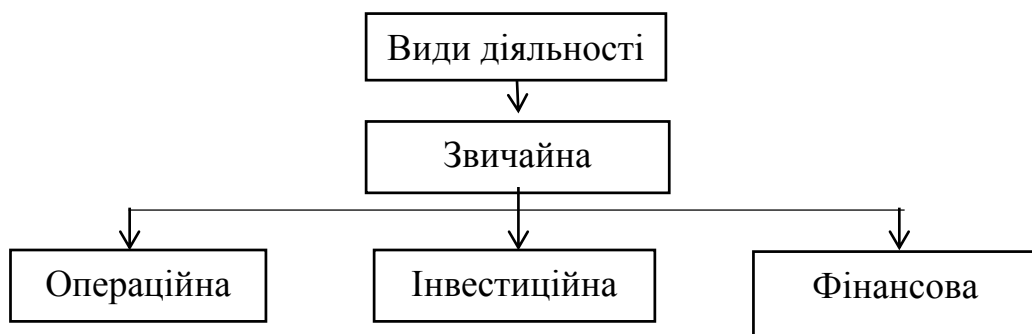 Види діяльності
Звичайна
Операційна
Інвестиційна
Фінансова